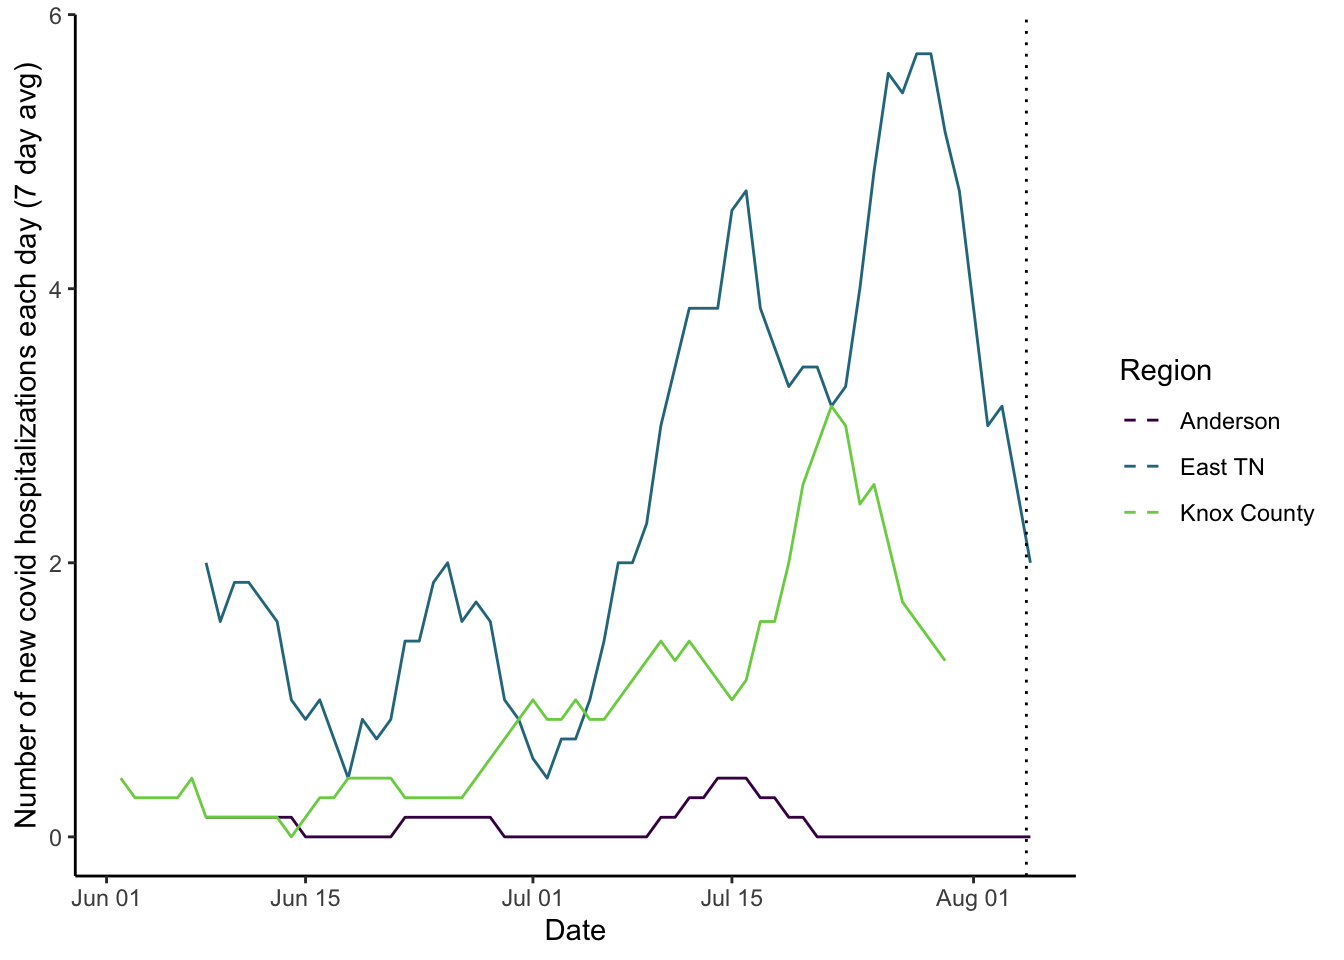 Number of new covid hospitalizations each day (7 day avg)
6
4
2
0
Jun 01
Jun 15
Jul 01
Jul 15
Aug 01
Date
Region
Anderson
East TN
Knox County